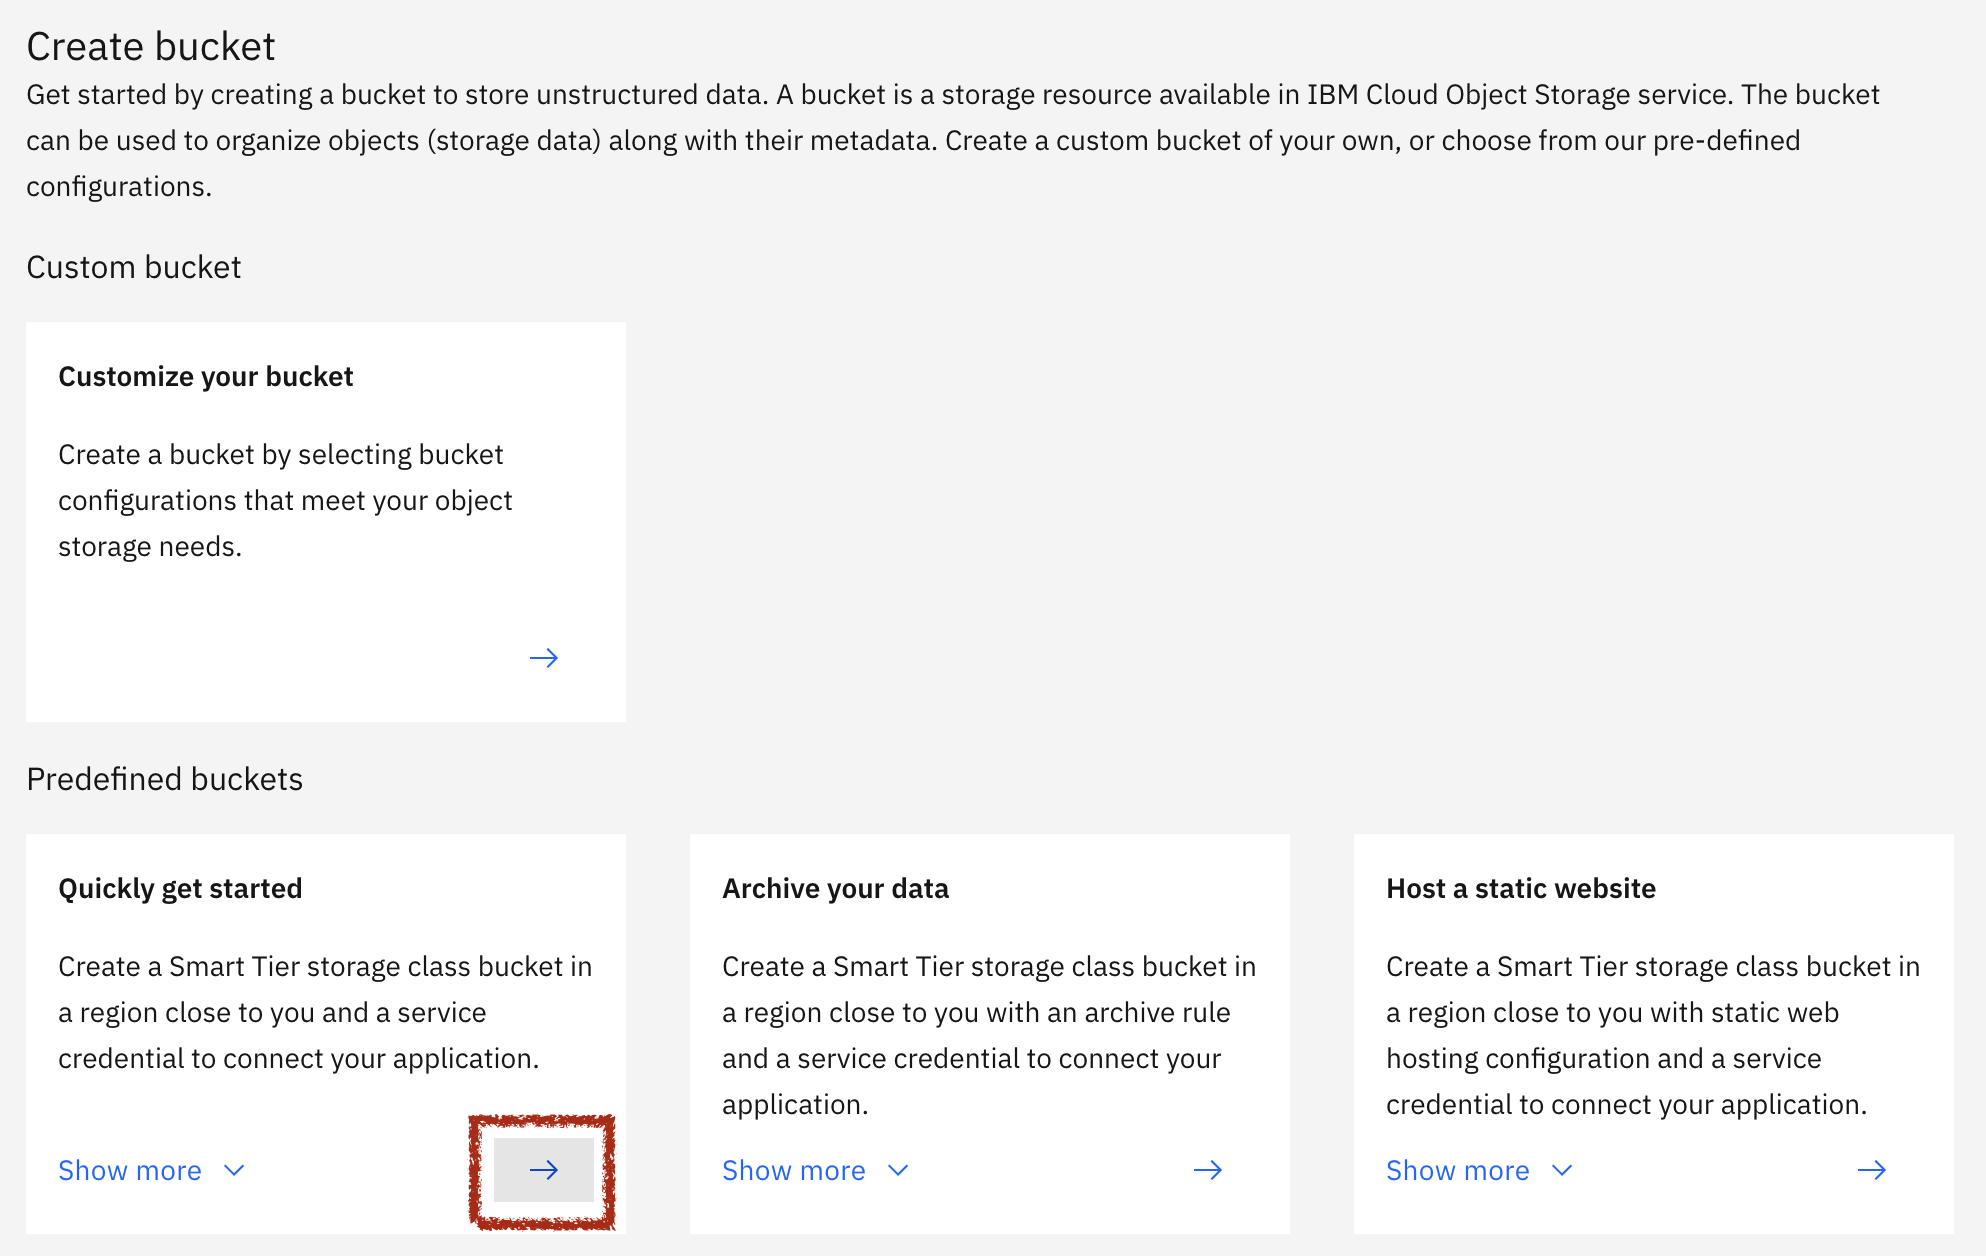 Create bucket
Get started by creating a bucket to store unstructured data. A bucket is a storage resource available in IBM Cloud Object Storage service. The bucket
can be used to organize objects (storage data) along with their metadata. Create a custom bucket of your own, or choose from our pre-defined
configurations.
Custom bucket
Customize your bucket
Create a bucket by selecting bucket
configurations that meet your object
storage needs.
Predefined buckets
Quickly get started
Create a Smart Tier storage class bucket in
a region close to you and a service
credential to connect your application.
Show more
Archive your data
Create a Smart Tier storage class bucket in
a region close to you with an archive rule
and a service credential to connect your
application.
Show more
Host a static website
Create a Smart Tier storage class bucket in
a region close to you with static web
hosting configuration and a service
credential to connect your application.
Show more